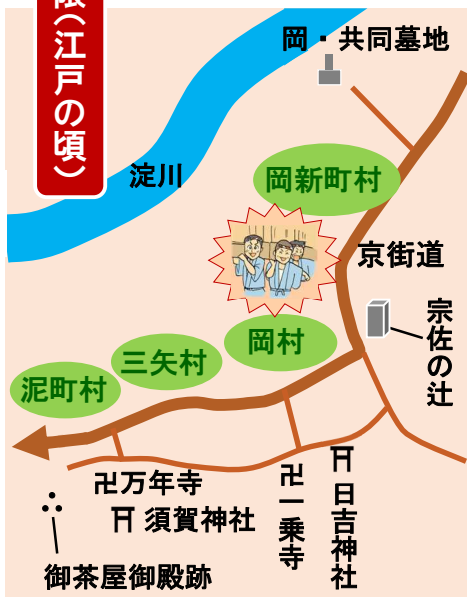 限（江戸の頃）
岡・共同墓地
淀川
岡新町村
京街道
宗佐の辻
岡村
三矢村
泥町村
卍万年寺
須賀神社
卍一乗寺
日吉神社
御茶屋御殿跡